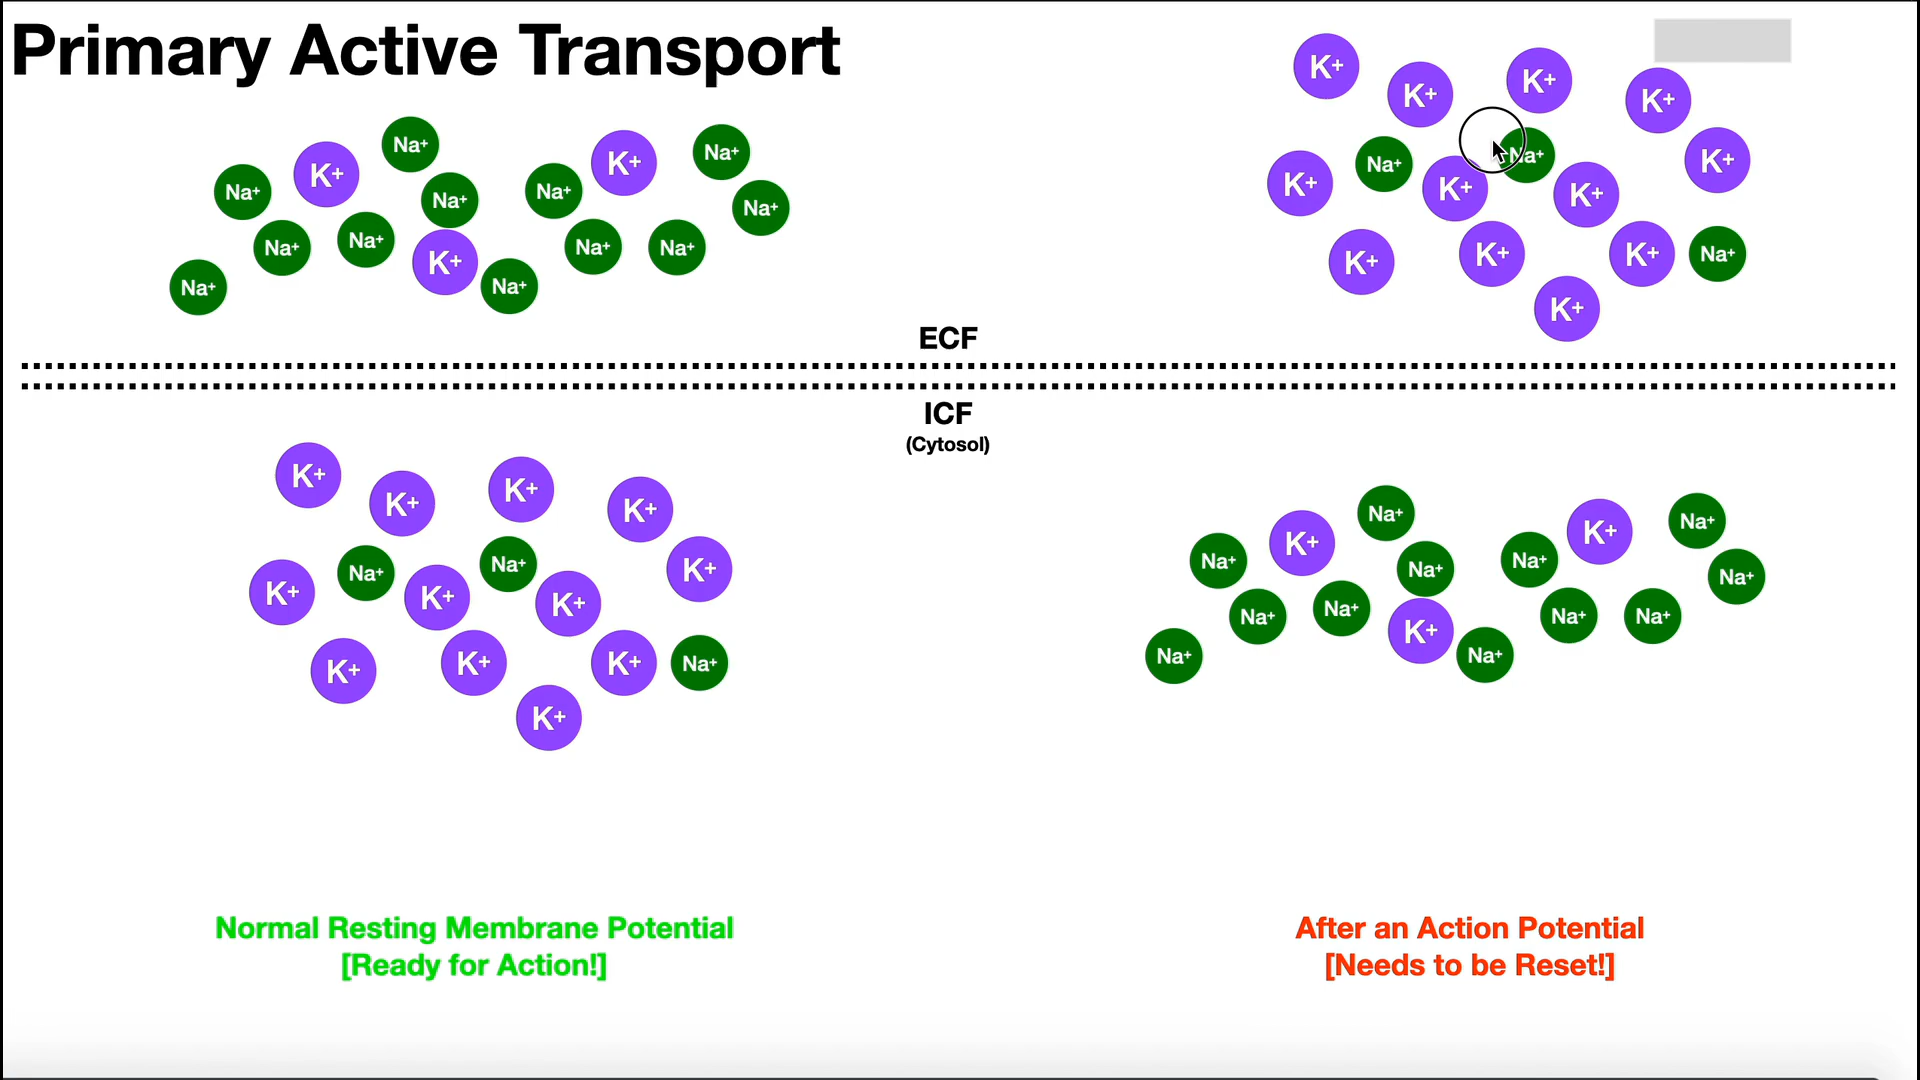 Primary Active Transport
K+ K+ K+ K+
Na+ K+ Na+ K+ Na+ Na+ Na+ K+
Na+ Na+ Na+ K+ Na+ K+ K+
Na+ Na+ K+ Na+ Na+ K+ K+ K+ Na+
Na+ Na+ K+
ECF
ICF
(Cytosol)
K+ K+ K+ K+ Na+ K+ Na+
Na+ Na+ K+ Na+ K+ Na+ K+ Na+ Na+
K+ K+ K+ Na+ Na+ K+ Na+ Na+
K+ K+ K+ Na+ Na+ Na+
K+
Normal Resting Membrane Potential
[Ready for Action!]
After an Action Potential
[Needs to be Reset!]